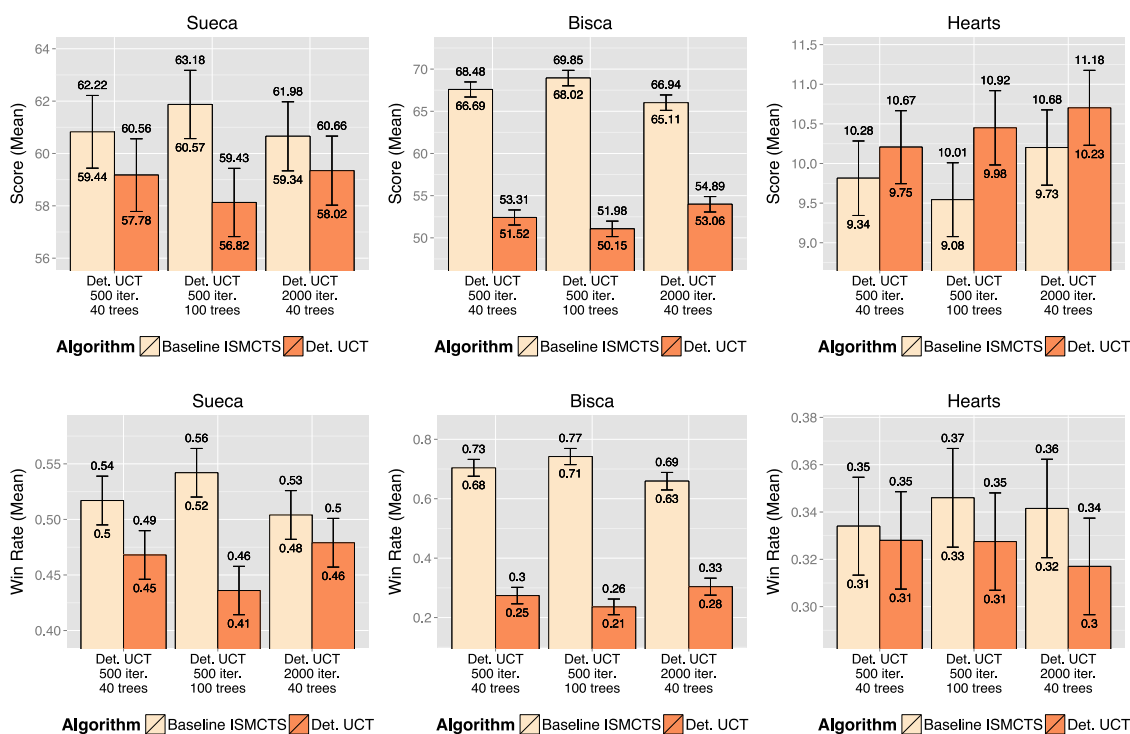 Sueca
Score (Mean)
64
62
60
58
56
62.22
59.44
60.56
57.78
63.18
60.57
59.43
56.82
61.98
59.34
60.66
58.02
Det. UCT Det. UCT Det. UCT
500 iter. 500 iter. 2000 iter.
40 trees 100 trees 40 trees
Algorithm Baseline ISMCTS Det. UCT
Bisca
Score (Mean)
70
65
60
55
50
68.48
66.69
53.31
51.52
69.85
68.02
51.98
50.15
66.94
65.11
54.89
53.06
Det. UCT Det. UCT Det. UCT
500 iter. 500 iter. 2000 iter.
40 trees 100 trees 40 trees
Algorithm Baseline ISMCTS Det. UCT
Hearts
Score (Mean)
11.5
11.0
10.5
10.0
9.5
9.0
10.28
9.34
10.67
9.75
10.01
9.08
10.92
9.98
10.68
9.73
11.18
10.23
Det. UCT Det. UCT Det. UCT
500 iter. 500 iter. 2000 iter.
40 trees 100 trees 40 trees
Algorithm Baseline ISMCTS Det. UCT
Sueca
Win Rate (Mean)
0.55
0.50
0.45
0.40
0.54
0.5
0.49
0.45
0.56
0.52
0.46
0.41
0.53
0.48
0.5
0.46
Det. UCT Det. UCT Det. UCT
500 iter. 500 iter. 2000 iter.
40 trees 100 trees 40 trees
Algorithm Baseline ISMCTS Det. UCT
Bisca
Win Rate (Mean)
0.8
0.6
0.4
0.2
0.73
0.68
0.3
0.25
0.77
0.71
0.26
0.21
0.69
0.63
0.33
0.28
Det. UCT Det. UCT Det. UCT
500 iter. 500 iter. 2000 iter.
40 trees 100 trees 40 trees
Algorithm Baseline ISMCTS Det. UCT
Hearts
Win Rate (Mean)
0.38
0.36
0.34
0.32
0.30
0.35
0.31
0.35
0.31
0.37
0.33
0.35
0.31
0.36
0.32
0.34
0.3
Det. UCT Det. UCT Det. UCT
500 iter. 500 iter. 2000 iter.
40 trees 100 trees 40 trees
Algorithm Baseline ISMCTS Det. UCT